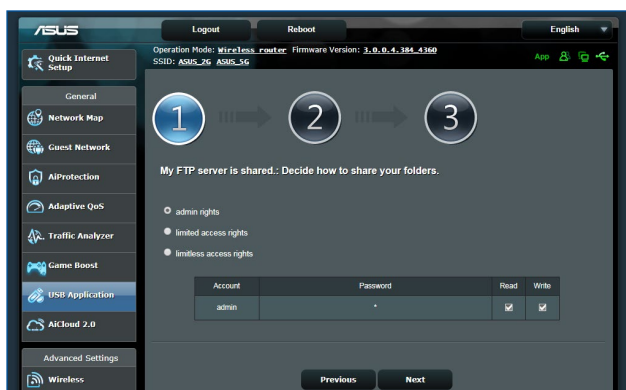 ASUS
Logout
Reboot
English
Quick Internet
Setup
Operation Mode: Wireless router Firmware Version: 3.0.0.4.384_4360
SSID: ASUS_2G ASUS_5G
App
General
Network Map
Guest Network
AiProtection
Adaptive QoS
Traffic Analyzer
Game Boost
USB Application
AiCloud 2.0
Advanced Settings
Wireless
1
2
3
My FTP server is shared.: Decide how to share your folders.
admin rights
limited access rights
limitless access rights
Account Password Read Write
admin *
Previous
Next